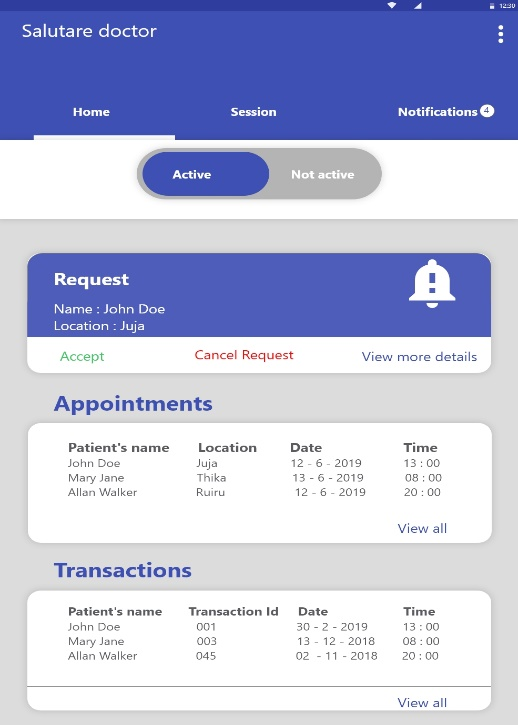 12:30
Salutare doctor
Home Session Notifications 4
Active Not active
Request
Name : John Doe
Location : Juja
Accept Cancel Request View more details
Appointments
Patient's name Location Date Time
John Doe Juja 12 - 6 - 2019 13 : 00
Mary Jane Thika 13 - 6 - 2019 08 : 00
Allan Walker Ruiru 12 - 6 - 2019 20 : 00
View all
Transactions
Patient's name Transaction Id Date Time
John Doe 001 30 - 2 - 2019 13 : 00
Mary Jane 003 13 - 12 - 2018 08 : 00
Allan Walker 045 02 - 11 - 2018 20 : 00
View all